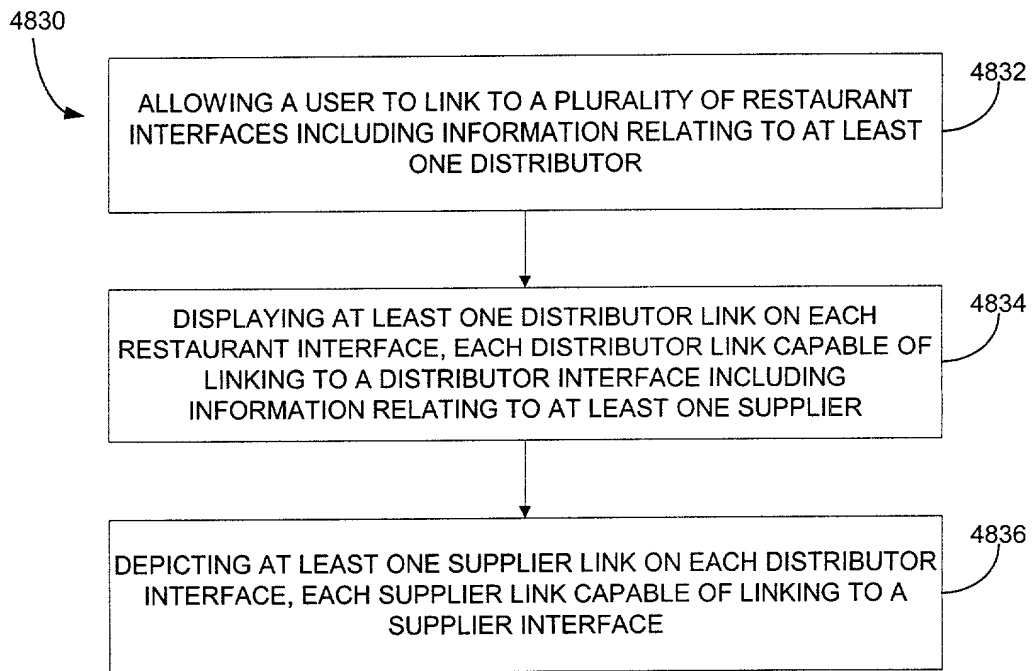 4830
4832
ALLOWING A USER TO LINK TO A PLURALITY OF RESTAURANT
INTERFACES INCLUDING INFORMATION RELATING TO AT LEAST
ONE DISTRIBUTOR
4834
DISPLAYING AT LEAST ONE DISTRIBUTOR LINK ON EACH
RESTAURANT INTERFACE, EACH DISTRIBUTOR LINK CAPABLE OF
LINKING TO A DISTRIBUTOR INTERFACE INCLUDING
INFORMATION RELATING TO AT LEAST ONE SUPPLIER
4836
DEPICTING AT LEAST ONE SUPPLIER LINK ON EACH DISTRIBUTOR
INTERFACE, EACH SUPPLIER LINK CAPABLE OF LINKING TO A
SUPPLIER INTERFACE